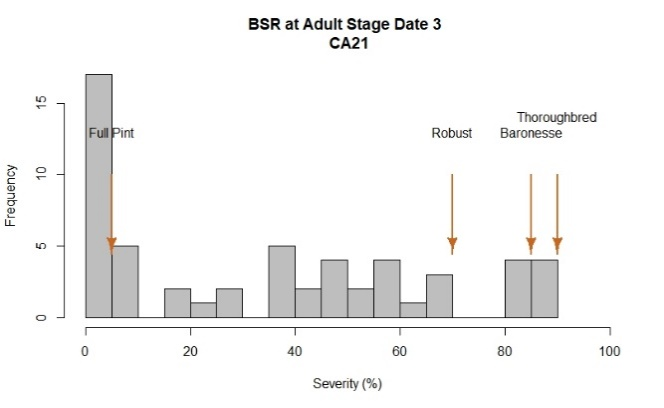 BSR at Adult Stage Date 3
CA21
Thoroughbred
Full Pint
Robust
Baronesse
15
10
5
0
Frequency
0 20 40 60 80 100
Severity (%)